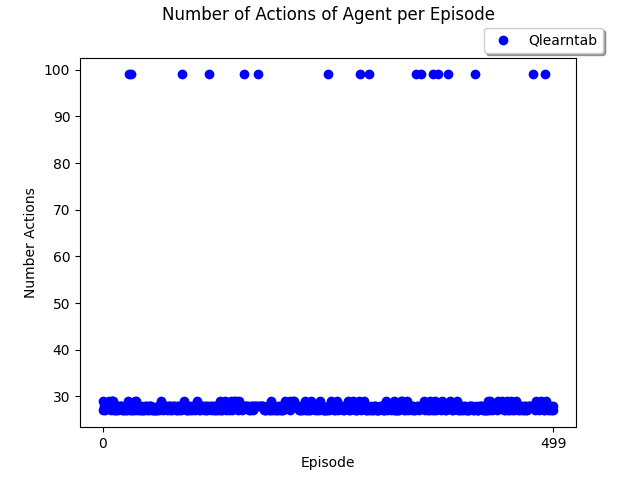 Number of Actions of Agent per Episode
Qlearntab
100
90
80
70
60
50
40
30
Number Actions
0
499
Episode